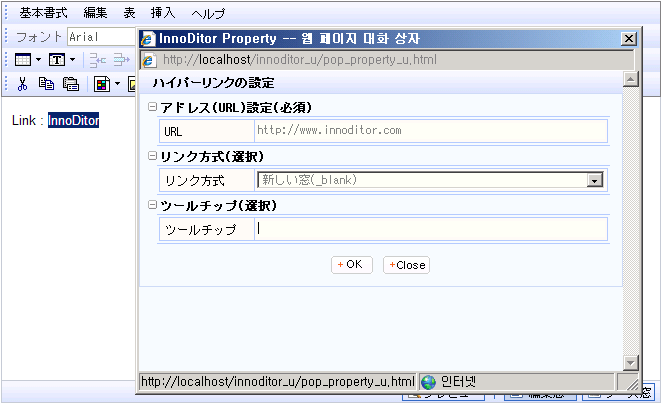 基本書式 編集 表 挿入 ヘルプ
フォント Arial
Link : InnoDitor
InnoDitor Property -- 웹 페이지 대화 상자
http://localhost/innoditor_u/pop_property_u.html
ハイパーリンクの設定
アドレス(URL)設定(必須)
URL http://www.innoditor.com
リンク方式(選択)
リンク方式 新しい窓(_blank)
ツールチップ(選択)
ツールチップ
+ OK +Close
http://localhost/innoditor_u/pop_property_u.html 인터넷